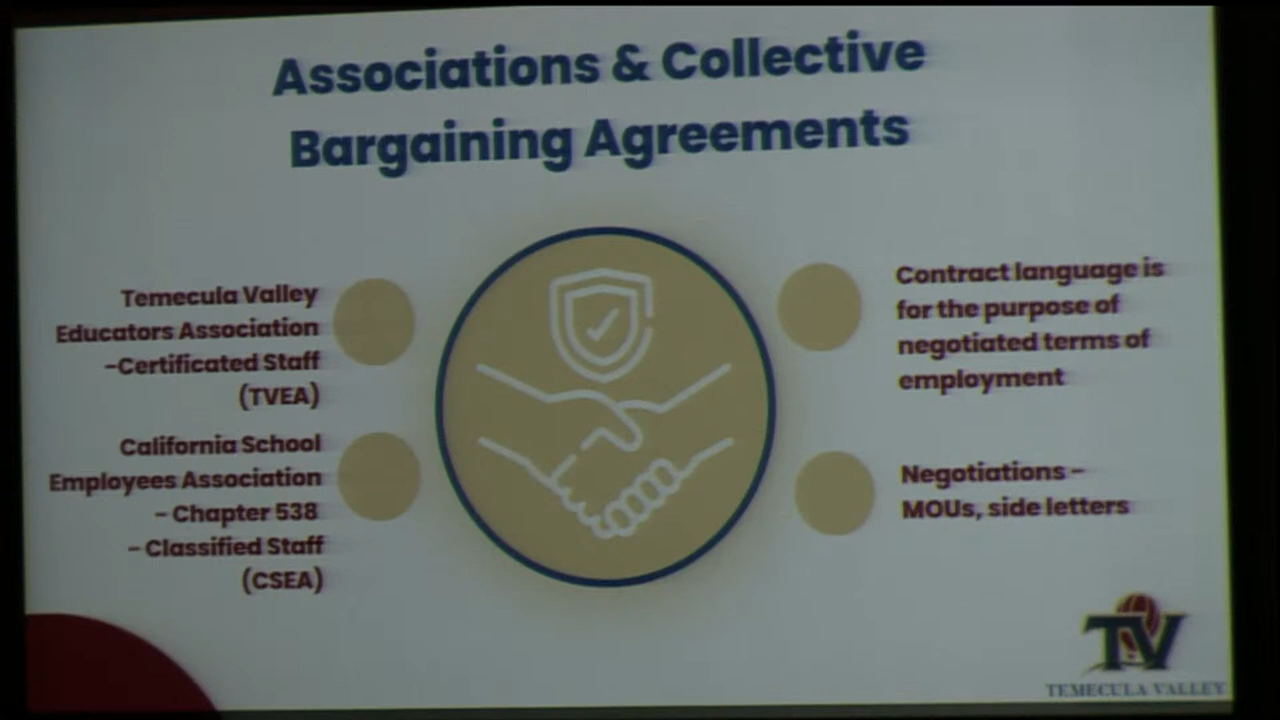 Associations & Collective
Bargaining Agreements
Temecula Valley
Educators Association
-Certificated Staff
(TVEA)
California School
Employees Association
- Chapter 538
- Classified Staff
(CSEA)
Contract language is
for the purpose of
negotiated terms of
employment
Negotiations -
MOUs, side letters
TV
TEMECULA VALLEY